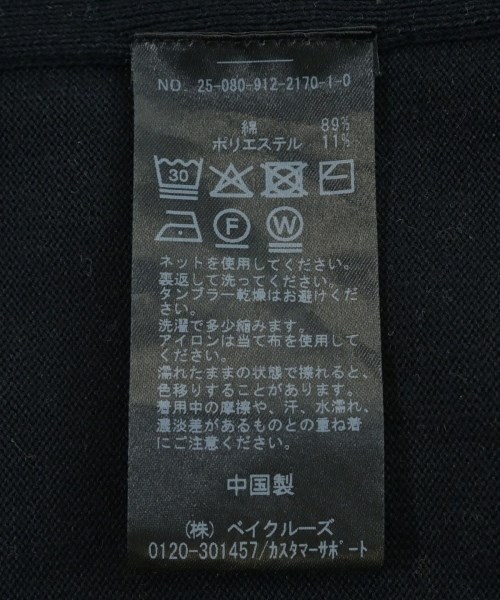 NO. 25-080-912-2170-1-0
綿 89%
ポリエステル 11%
30
F W
ネットを使用してください。
裏返して洗ってください。
タンブラー乾燥はお避けくだ
さい。
洗濯で多少縮みます。
アイロンは当て布を使用して
ください。
濡れたままの状態で擦れると、
色移りすることがあります。
着用中の摩擦や、汗、水濡れ、
濃淡差があるものとの重ね着
にご注意ください。
中国製
(株) ベイクルーズ
0120-301457/カスタマーサポート